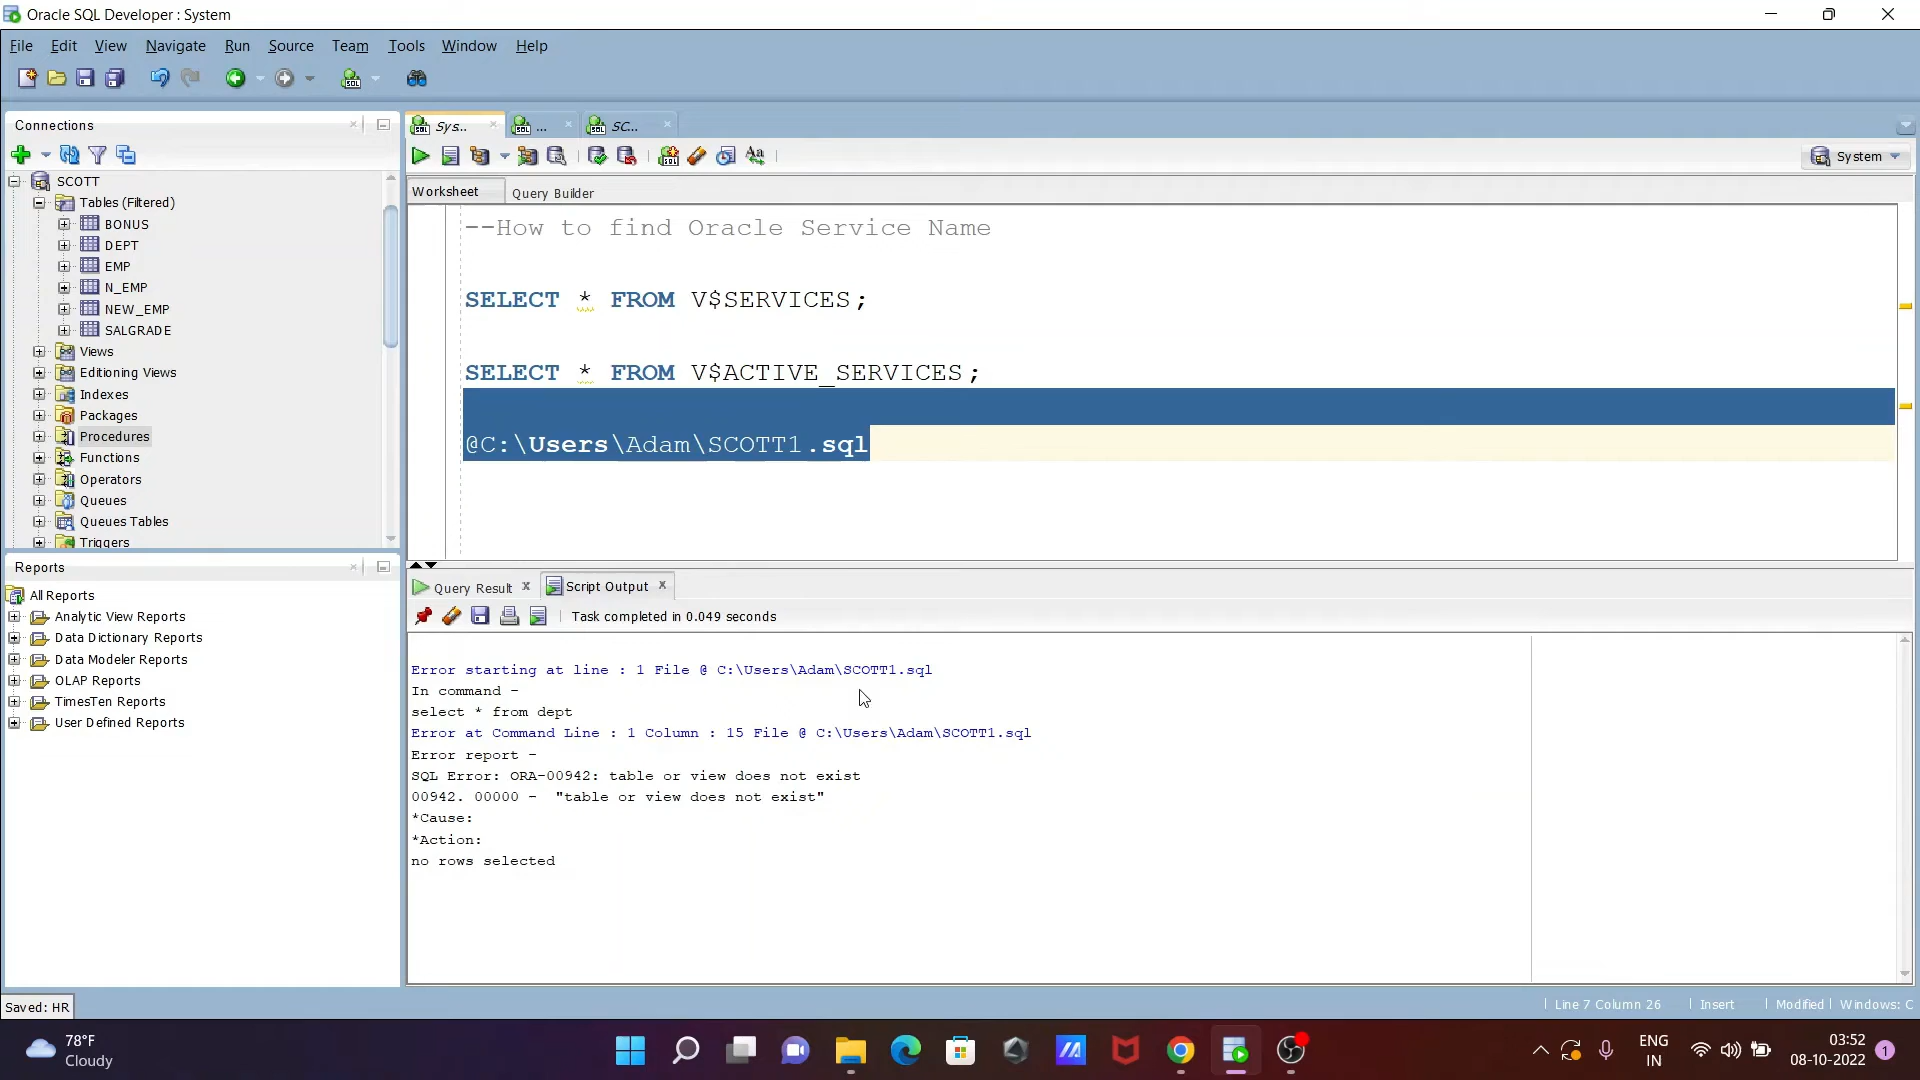 Oracle SQL Developer : System
File Edit View Navigate Run Source Team Tools Window Help
Connections
SCOTT
Tables (Filtered)
BONUS
DEPT
EMP
N_EMP
NEW_EMP
SALGRADE
Views
Editioning Views
Indexes
Packages
Procedures
Functions
Operators
Queues
Queues Tables
Triggers
Reports
All Reports
Analytic View Reports
Data Dictionary Reports
Data Modeler Reports
OLAP Reports
TimesTen Reports
User Defined Reports
Sys... ... SC...
System
Worksheet Query Builder
--How to find Oracle Service Name
SELECT * FROM V$SERVICES;
SELECT * FROM V$ACTIVE_SERVICES;
@C:\Users\Adam\SCOTT1.sql
Query Result Script Output
Task completed in 0.049 seconds
Error starting at line : 1 File @ C:\Users\Adam\SCOTT1.sql
In command -
select * from dept
Error at Command Line : 1 Column : 15 File @ C:\Users\Adam\SCOTT1.sql
Error report -
SQL Error: ORA-00942: table or view does not exist
00942. 00000 - "table or view does not exist"
*Cause:
*Action:
no rows selected
Saved: HR
Line 7 Column 26 Insert Modified Windows: C
78°F
Cloudy
ENG
IN
03:52
08-10-2022
1